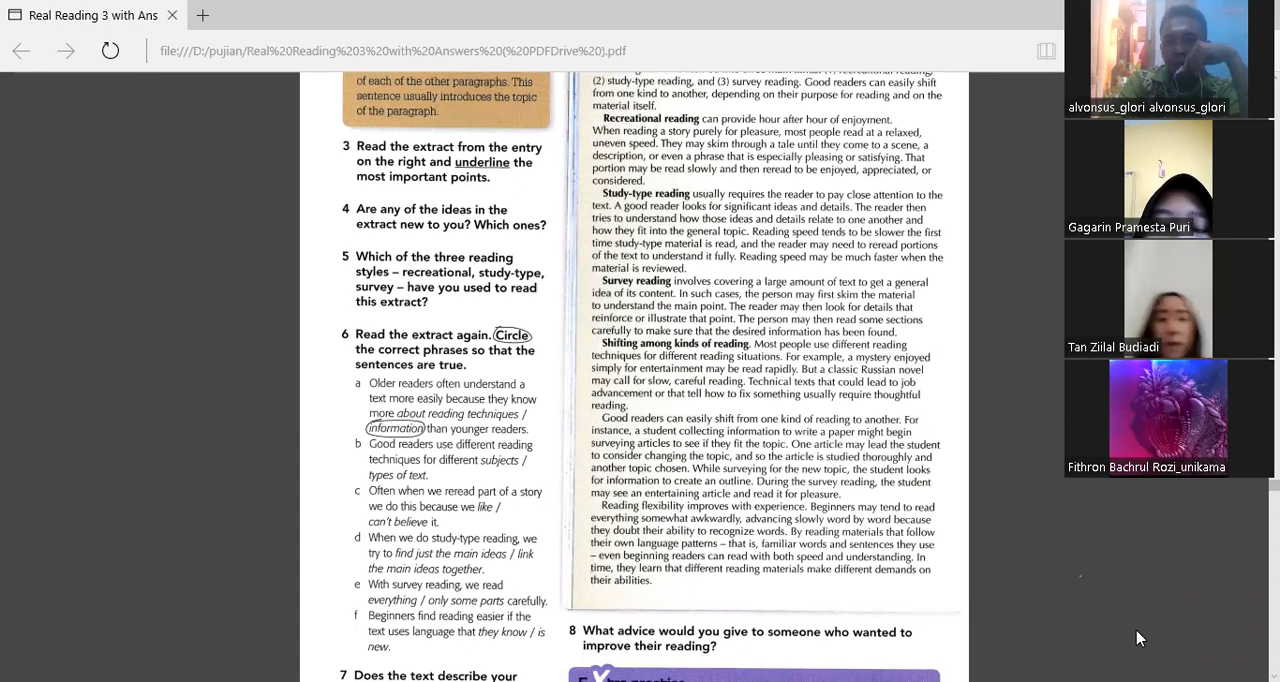 Real Reading 3 with Ans
file:///D:/pujian/Real%20Reading%203%20with%20Answers%20(%20PDFDrive%20).pdf
of each of the other paragraphs. This
sentence usually introduces the topic
of the paragraph.
3 Read the extract from the entry
on the right and underline the
most important points.
4 Are any of the ideas in the
extract new to you? Which ones?
5 Which of the three reading
styles – recreational, study-type,
survey – have you used to read
this extract?
6 Read the extract again. Circle
the correct phrases so that the
sentences are true.
a Older readers often understand a
text more easily because they know
more about reading techniques /
information than younger readers.
b Good readers use different reading
techniques for different subjects /
types of text.
c Often when we reread part of a story
we do this because we like /
can't believe it.
d When we do study-type reading, we
try to find just the main ideas / link
the main ideas together.
e With survey reading, we read
everything / only some parts carefully.
f Beginners find reading easier if the
text uses language that they know / is
new.
7 Does the text describe your
(2) study-type reading, and (3) survey reading. Good readers can easily shift
from one kind to another, depending on their purpose for reading and on the
material itself.
Recreational reading can provide hour after hour of enjoyment.
When reading a story purely for pleasure, most people read at a relaxed,
uneven speed. They may skim through a tale until they come to a scene, a
description, or even a phrase that is especially pleasing or satisfying. That
portion may be read slowly and then reread to be enjoyed, appreciated, or
considered.
Study-type reading usually requires the reader to pay close attention to the
text. A good reader looks for significant ideas and details. The reader then
tries to understand how those ideas and details relate to one another and
how they fit into the general topic. Reading speed tends to be slower the first
time study-type material is read, and the reader may need to reread portions
of the text to understand it fully. Reading speed may be much faster when the
material is reviewed.
Survey reading involves covering a large amount of text to get a general
idea of its content. In such cases, the person may first skim the material
to understand the main point. The reader may then look for details that
reinforce or illustrate that point. The person may then read some sections
carefully to make sure that the desired information has been found.
Shifting among kinds of reading. Most people use different reading
techniques for different reading situations. For example, a mystery enjoyed
simply for entertainment may be read rapidly. But a classic Russian novel
may call for slow, careful reading. Technical texts that could lead to job
advancement or that tell how to fix something usually require thoughtful
reading.
Good readers can easily shift from one kind of reading to another. For
instance, a student collecting information to write a paper might begin
surveying articles to see if they fit the topic. One article may lead the student
to consider changing the topic, and so the article is studied thoroughly and
another topic chosen. While surveying for the new topic, the student looks
for information to create an outline. During the survey reading, the student
may see an entertaining article and read it for pleasure.
Reading flexibility improves with experience. Beginners may tend to read
everything somewhat awkwardly, advancing slowly word by word because
they doubt their ability to recognize words. By reading materials that follow
their own language patterns – that is, familiar words and sentences they use
– even beginning readers can read with both speed and understanding. In
time, they learn that different reading materials make different demands on
their abilities.
8 What advice would you give to someone who wanted to
improve their reading?
alvonsus_glori alvonsus_glori
Gagarin Pramesta Puri
Tan Ziilal Budiadi
Fithron Bachrul Rozi_unikama